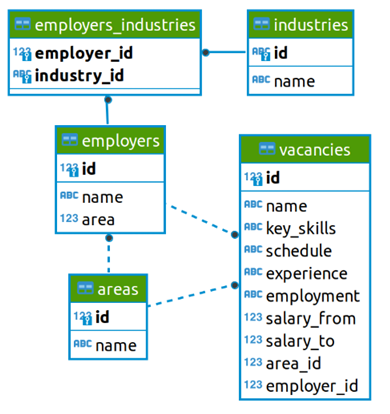 employers_industries
123 employer_id
ABC industry_id
industries
ABC id
ABC name
employers
123 id
ABC name
123 area
areas
123 id
ABC name
vacancies
123 id
ABC name
ABC key_skills
ABC schedule
ABC experience
ABC employment
123 salary_from
123 salary_to
123 area_id
123 employer_id